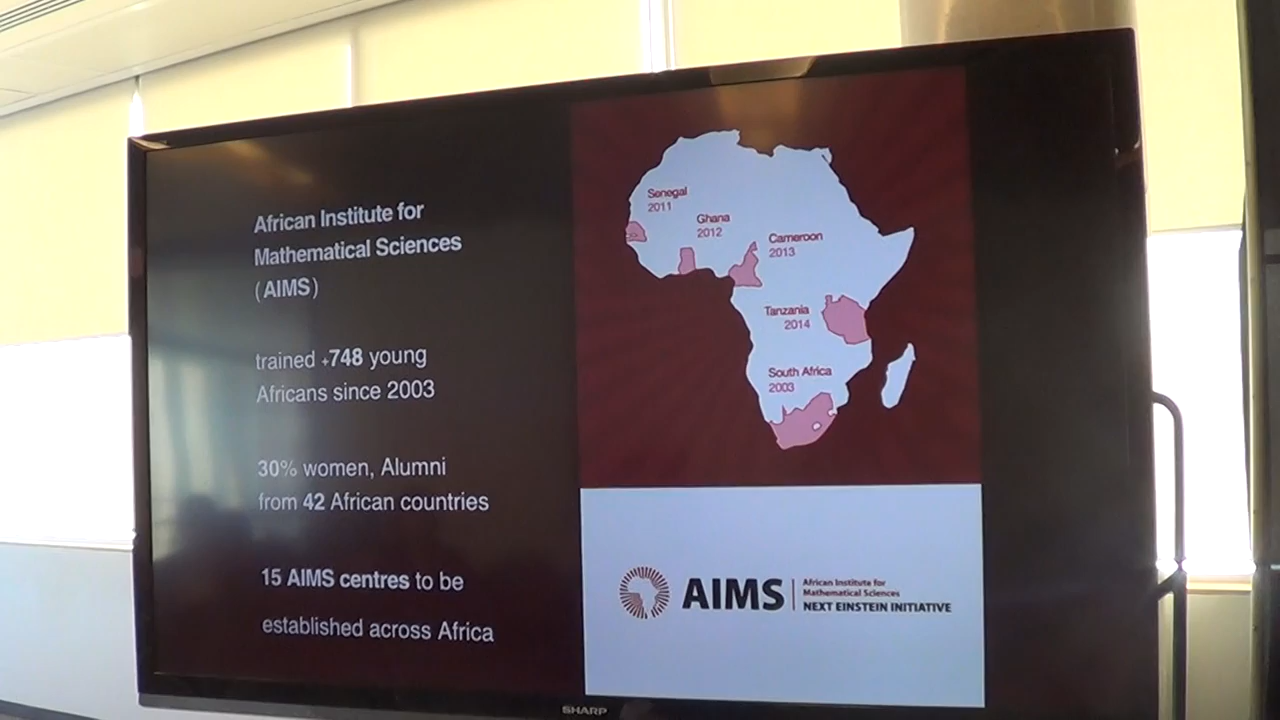 African Institute for
Mathematical Sciences
(AIMS)
trained +748 young
Africans since 2003
30% women, Alumni
from 42 African countries
15 AIMS centres to be
established across Africa
Senegal
2011
Ghana
2012
Cameroon
2013
Tanzania
2014
South Africa
2003
AIMS
African Institute for
Mathematical Sciences
NEXT EINSTEIN INITIATIVE
SHARP